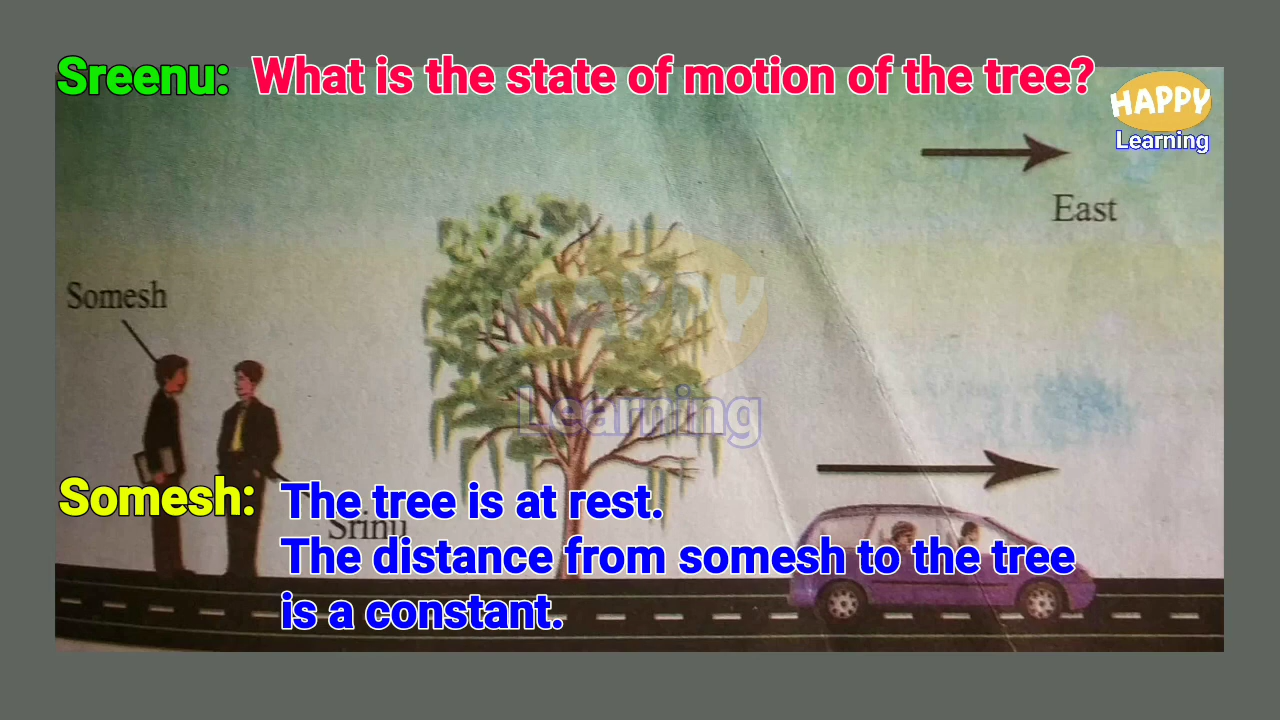 Sreenu: What is the state of motion of the tree?
HAPPY
Learning
East
Somesh
Learning
Somesh: The tree is at rest.
Srinu
The distance from somesh to the tree
is a constant.